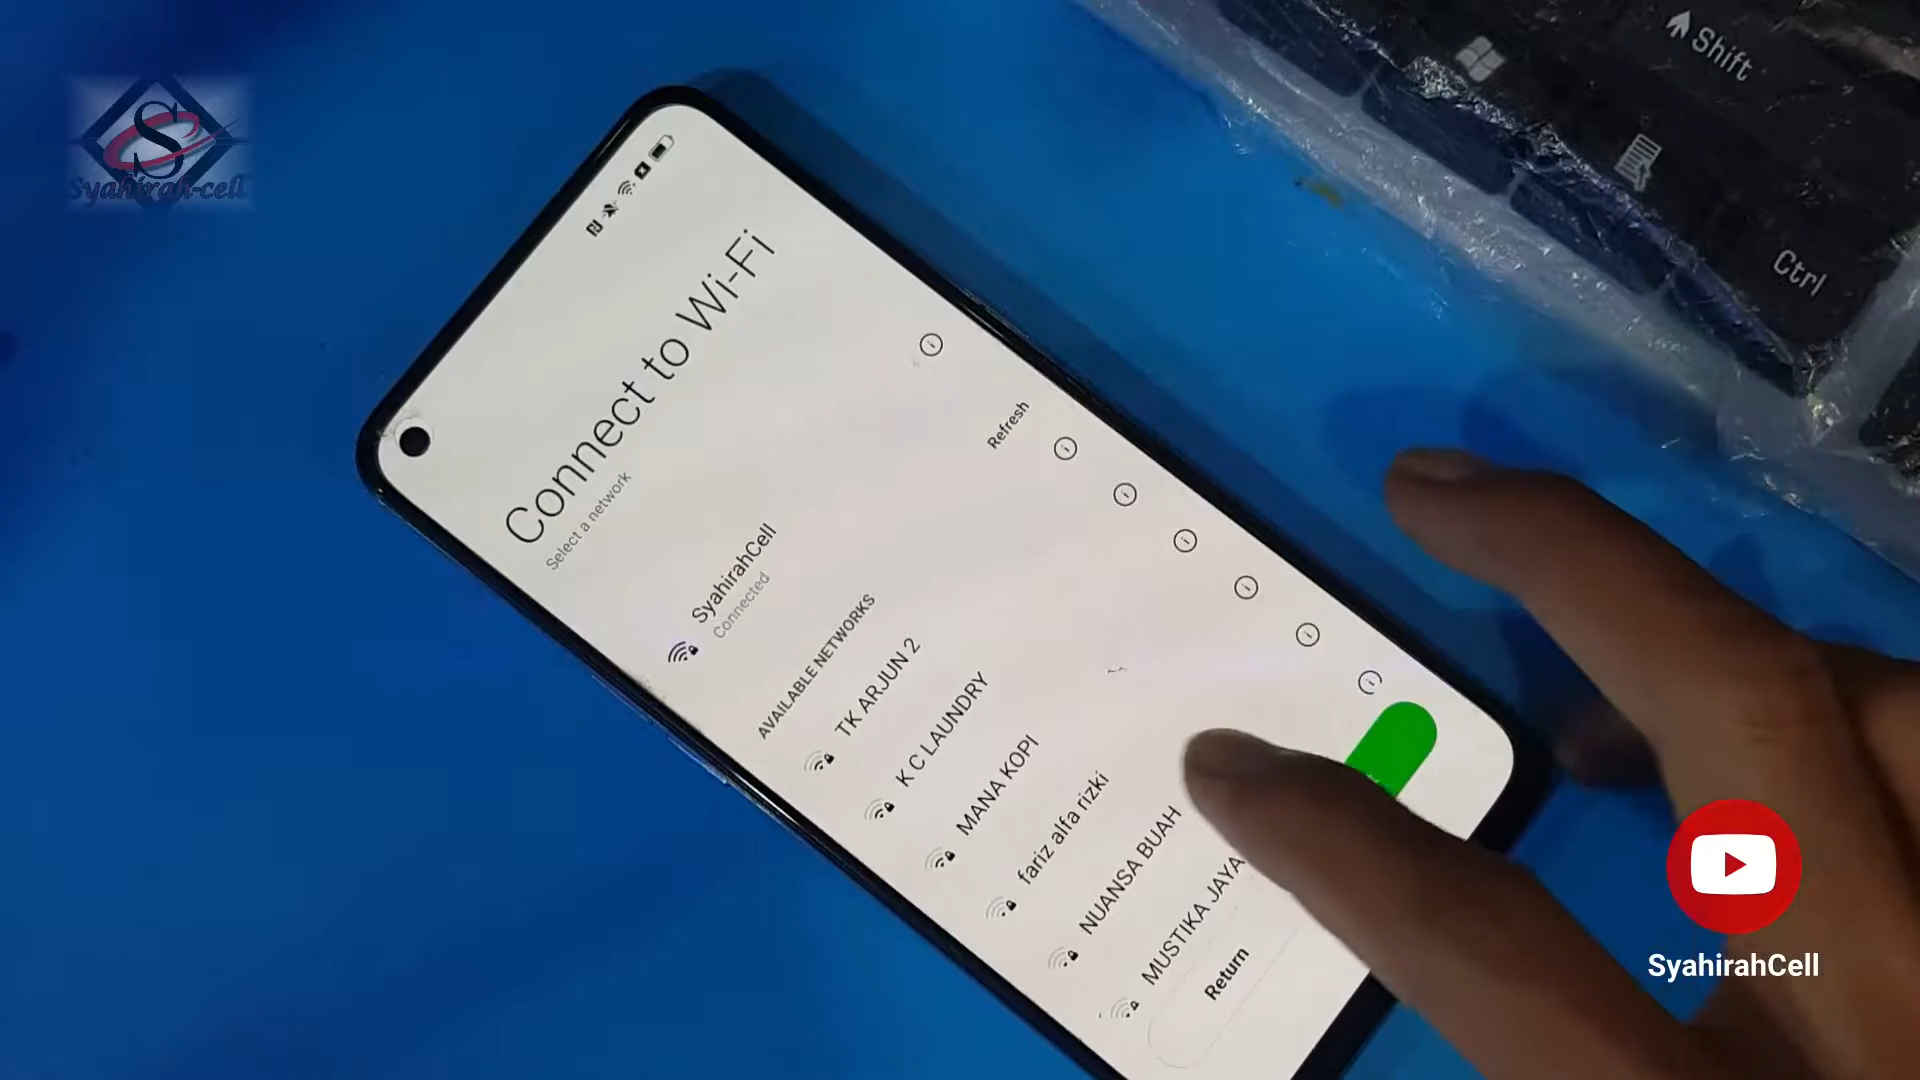 Syahirah-cell
Connect to Wi-Fi
Select a network
SyahirahCell
Connected
AVAILABLE NETWORKS
Refresh
TK ARJUN 2
K C LAUNDRY
MANA KOPI
fariz alfa rizki
NUANSA BUAH
MUSTIKA JAYA
Return
Shift
Ctrl
SyahirahCell